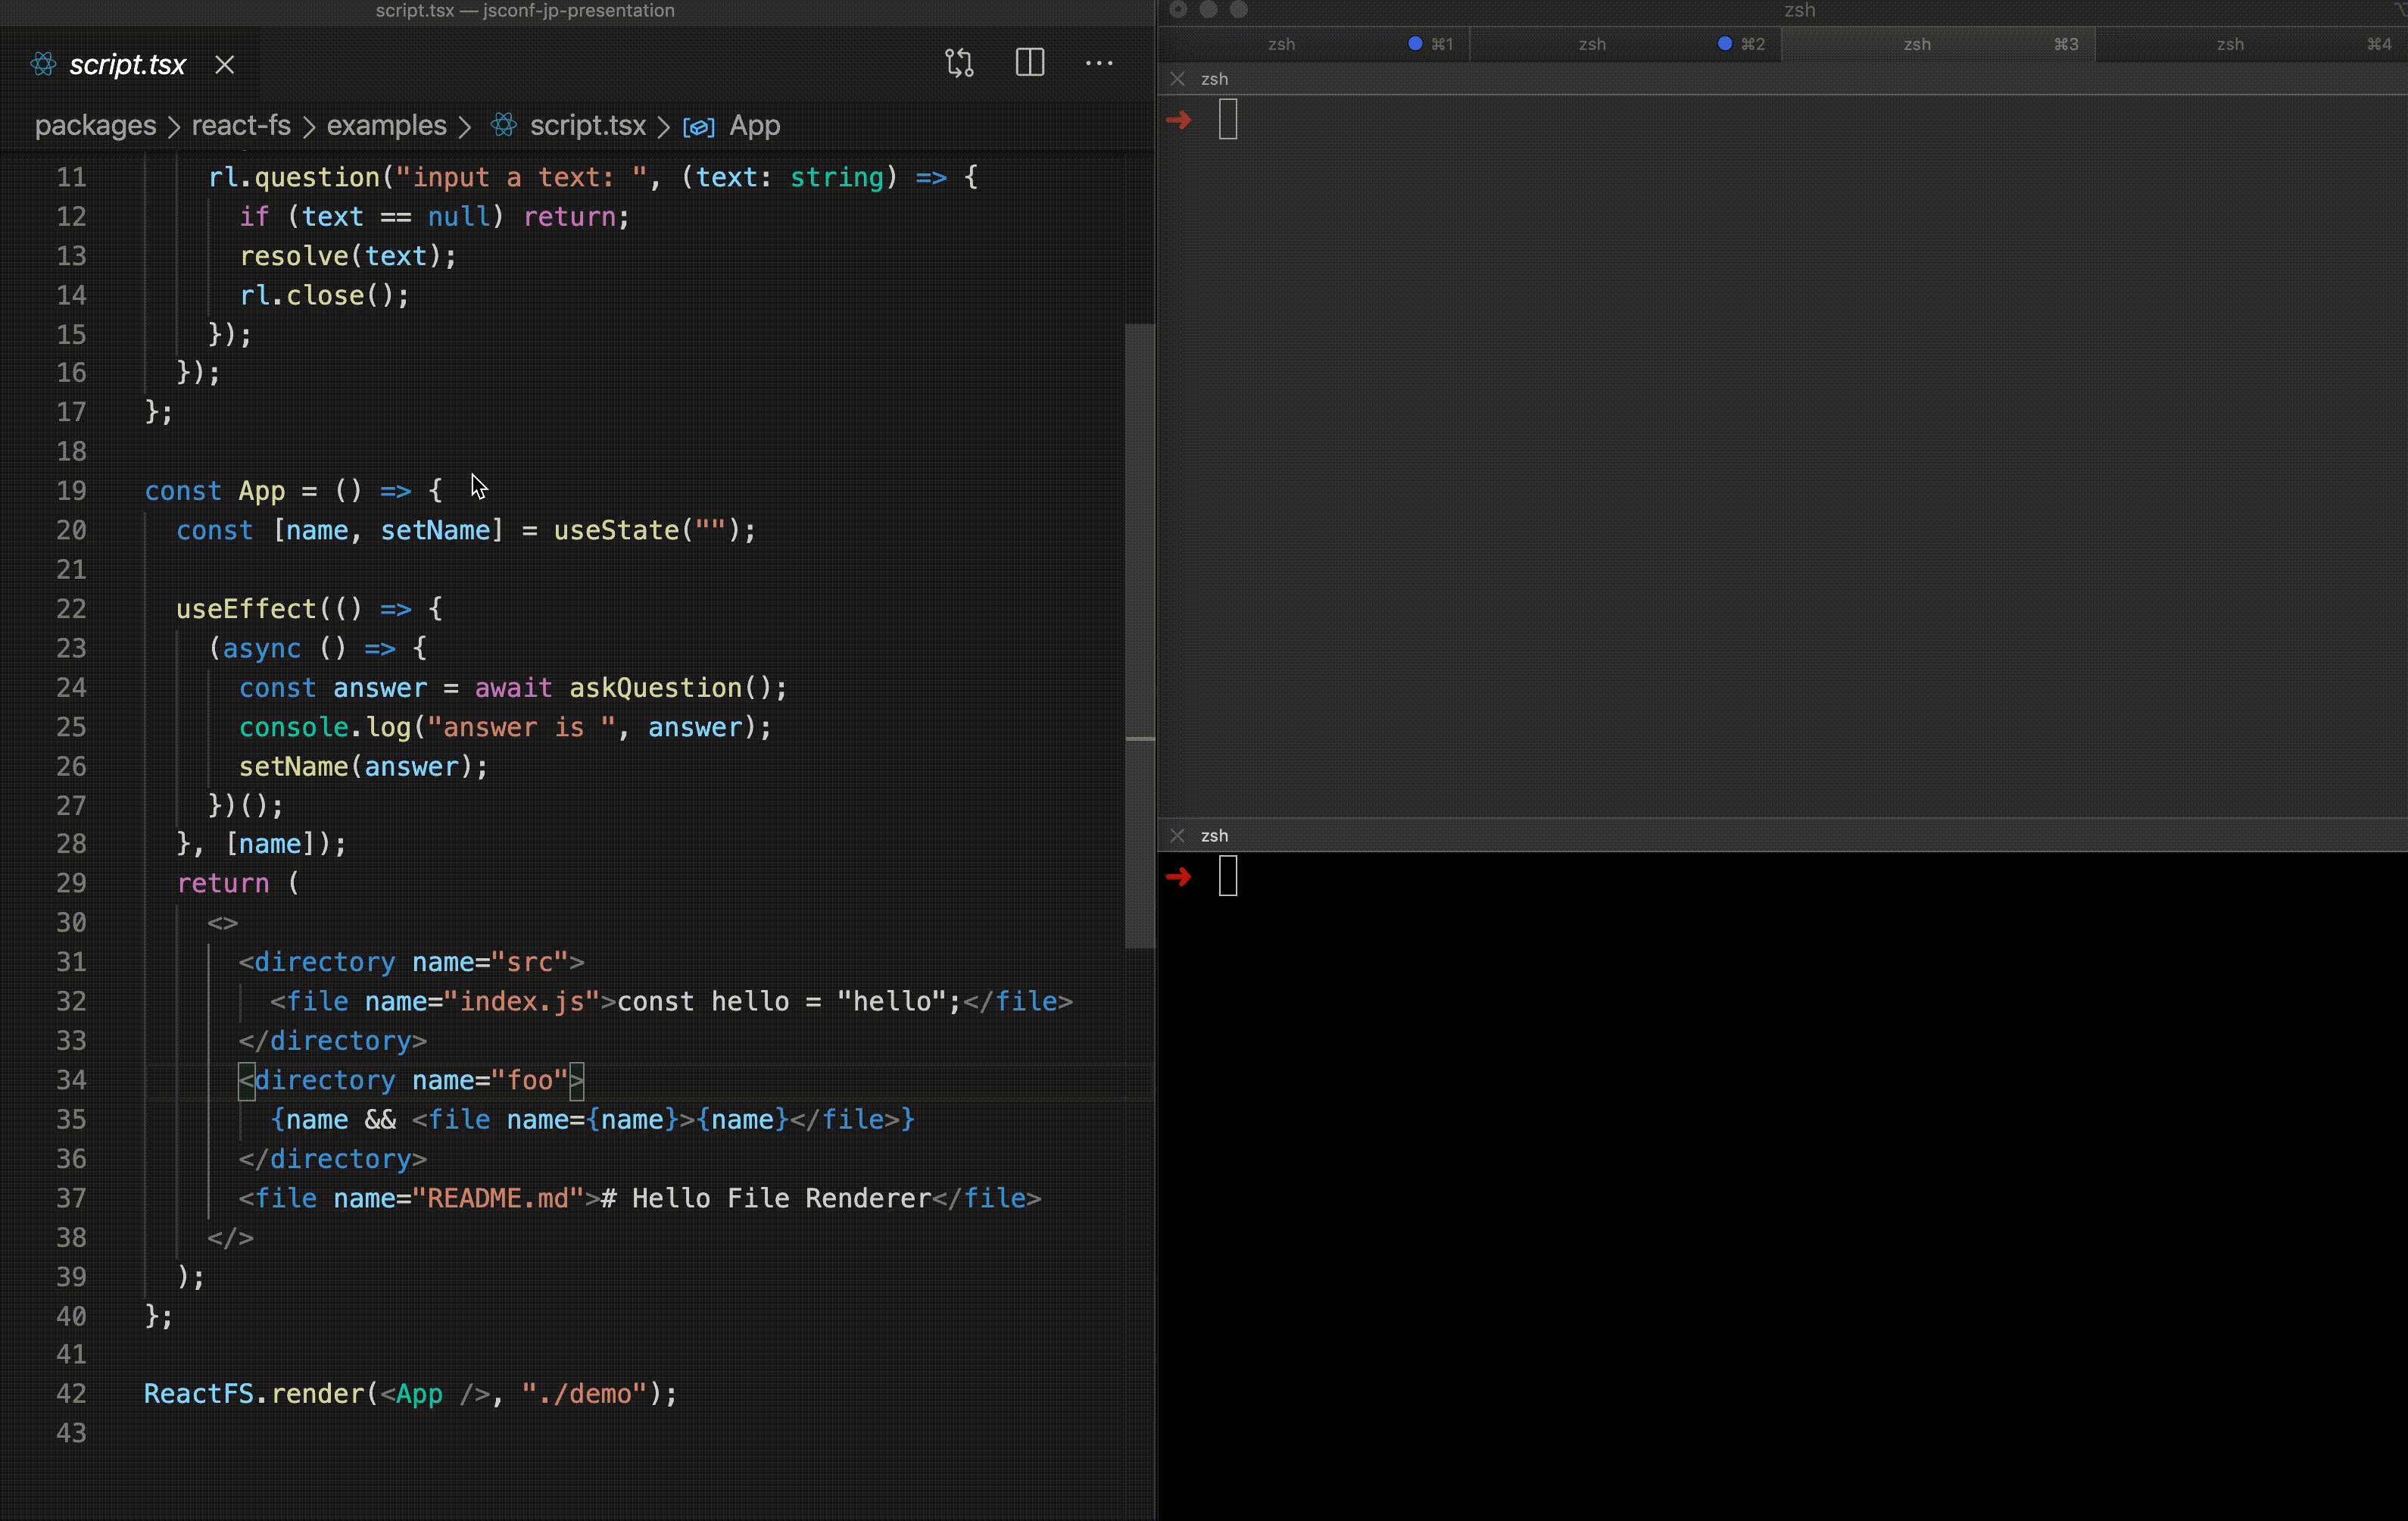 script.tsx — jsconf-jp-presentation
script.tsx
packages > react-fs > examples > script.tsx > App
11 rl.question("input a text: ", (text: string) => {
12 if (text == null) return;
13 resolve(text);
14 rl.close();
15 });
16 });
17 };
18
19 const App = () => {
20 const [name, setName] = useState("");
21
22 useEffect(() => {
23 (async () => {
24 const answer = await askQuestion();
25 console.log("answer is ", answer);
26 setName(answer);
27 })();
28 }, [name]);
29 return (
30 <>
31 <directory name="src">
32 <file name="index.js">const hello = "hello";</file>
33 </directory>
34 <directory name="foo">
35 {name && <file name={name}>{name}</file>}
36 </directory>
37 <file name="README.md"># Hello File Renderer</file>
38 </>
39 );
40 };
41
42 ReactFS.render(<App />, "./demo");
43
zsh
zsh ⌘1 zsh ⌘2 zsh ⌘3 zsh ⌘4
zsh
zsh